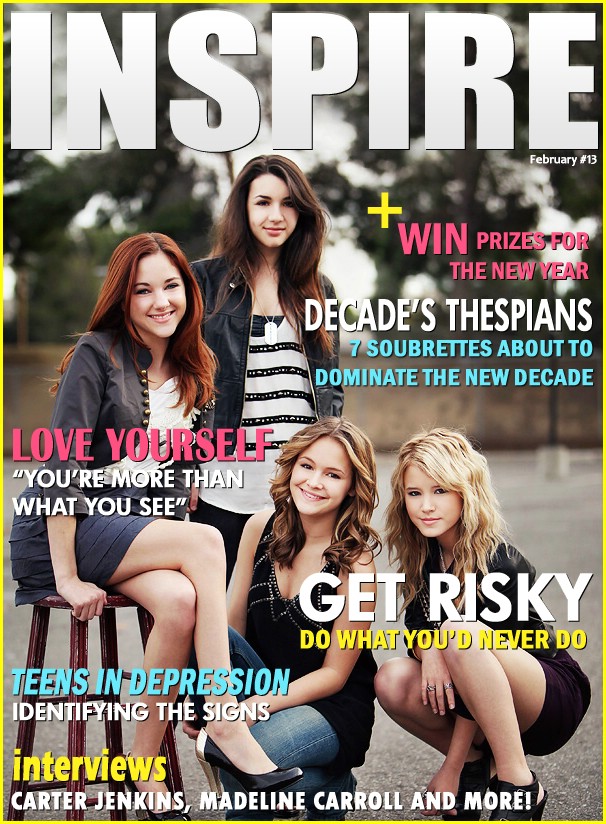 INSPIRE
February #13
+
WIN PRIZES FOR
THE NEW YEAR
DECADE'S THESPIANS
7 SOUBRETTES ABOUT TO
DOMINATE THE NEW DECADE
LOVE YOURSELF
"YOU'RE MORE THAN
WHAT YOU SEE"
GET RISKY
DO WHAT YOU'D NEVER DO
TEENS IN DEPRESSION
IDENTIFYING THE SIGNS
interviews
CARTER JENKINS, MADELINE CARROLL AND MORE!